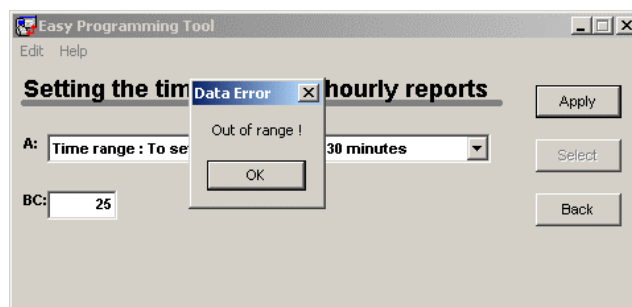 Easy Programming Tool
Edit Help
Setting the tim hourly reports
Data Error
Out of range !
OK
A: Time range : To se 30 minutes
BC: 25
Apply
Select
Back